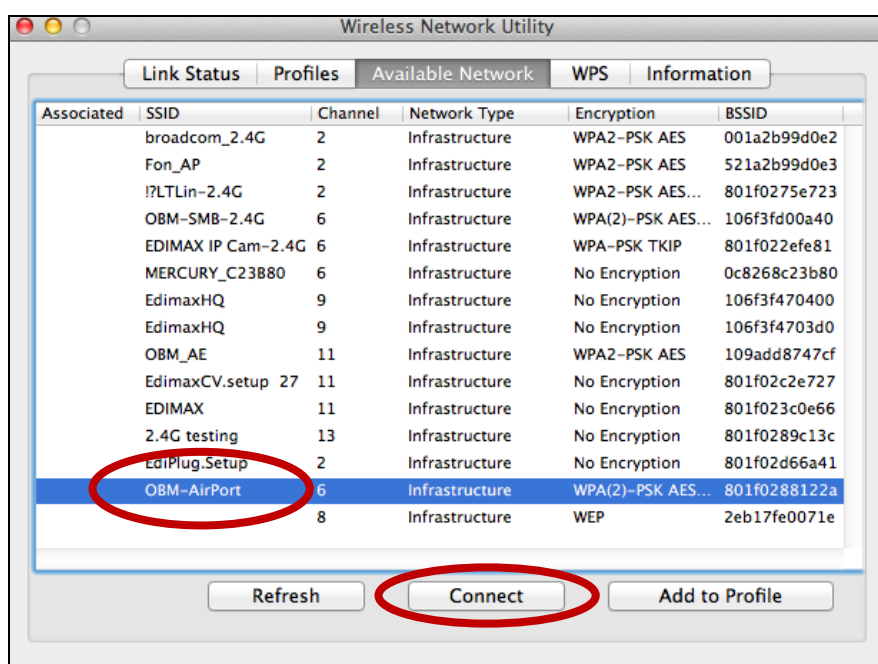 Wireless Network Utility
Link Status Profiles Available Network WPS Information
Associated SSID Channel Network Type Encryption BSSID
broadcom_2.4G 2 Infrastructure WPA2-PSK AES 001a2b99d0e2
Fon_AP 2 Infrastructure WPA2-PSK AES 521a2b99d0e3
!?LTLin-2.4G 2 Infrastructure WPA2-PSK AES... 801f0275e723
OBM-SMB-2.4G 6 Infrastructure WPA(2)-PSK AES... 106f3fd00a40
EDIMAX IP Cam-2.4G 6 Infrastructure WPA-PSK TKIP 801f022efe81
MERCURY_C23B80 6 Infrastructure No Encryption 0c8268c23b80
EdimaxHQ 9 Infrastructure No Encryption 106f3f470400
EdimaxHQ 9 Infrastructure No Encryption 106f3f4703d0
OBM_AE 11 Infrastructure WPA2-PSK AES 109add8747cf
EdimaxCV.setup 27 11 Infrastructure No Encryption 801f02c2e727
EDIMAX 11 Infrastructure No Encryption 801f023c0e66
2.4G testing 13 Infrastructure No Encryption 801f0289c13c
EdiPlug.Setup 2 Infrastructure No Encryption 801f02d66a41
OBM-AirPort 6 Infrastructure WPA(2)-PSK AES... 801f0288122a
8 Infrastructure WEP 2eb17fe0071e
Refresh Connect Add to Profile